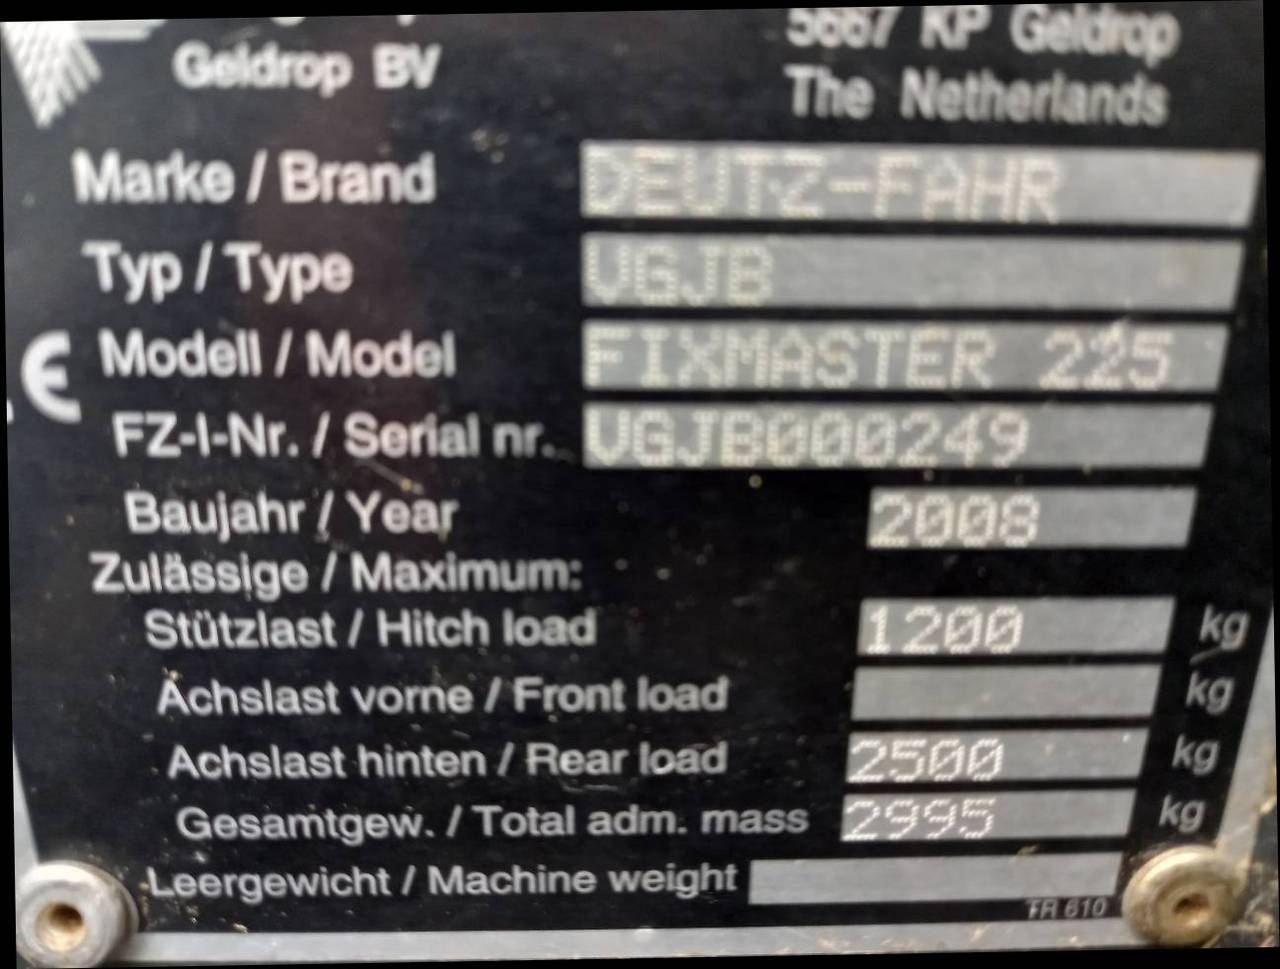 Geldrop BV
5667 KP Geldrop
The Netherlands
Marke / Brand DEUTZ-FAHR
Typ / Type VGJB
Modell / Model FIXMASTER 225
FZ-I-Nr. / Serial nr. VGJB000249
Baujahr / Year 2008
Zulässige / Maximum:
Stützlast / Hitch load 1200 kg
Achslast vorne / Front load kg
Achslast hinten / Rear load 2500 kg
Gesamtgew. / Total adm. mass 2995 kg
Leergewicht / Machine weight
TR 610